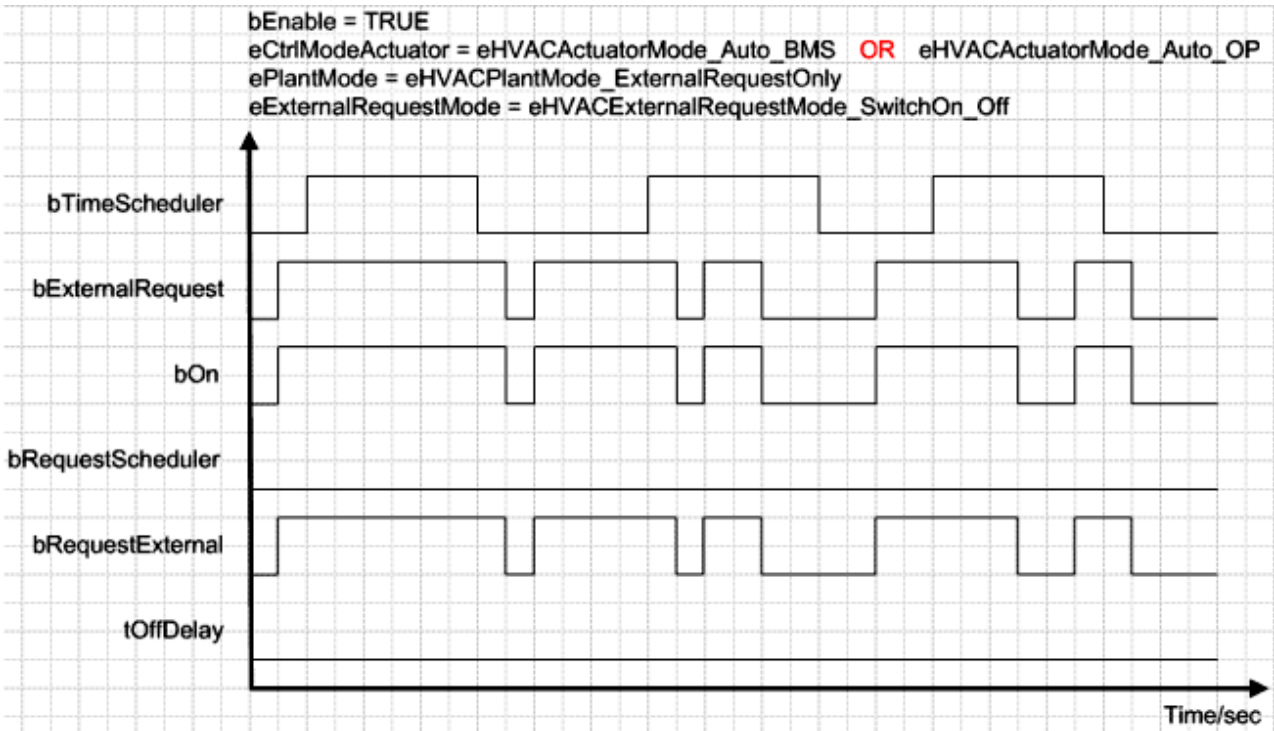 bEnable = TRUE
eCtrlModeActuator = eHVACActuatorMode_Auto_BMS OR eHVACActuatorMode_Auto_OP
ePlantMode = eHVACPlantMode_ExternalRequestOnly
eExternalRequestMode = eHVACExternalRequestMode_SwitchOn_Off
bTimeScheduler
bExternalRequest
bOn
bRequestScheduler
bRequestExternal
tOffDelay
Time/sec